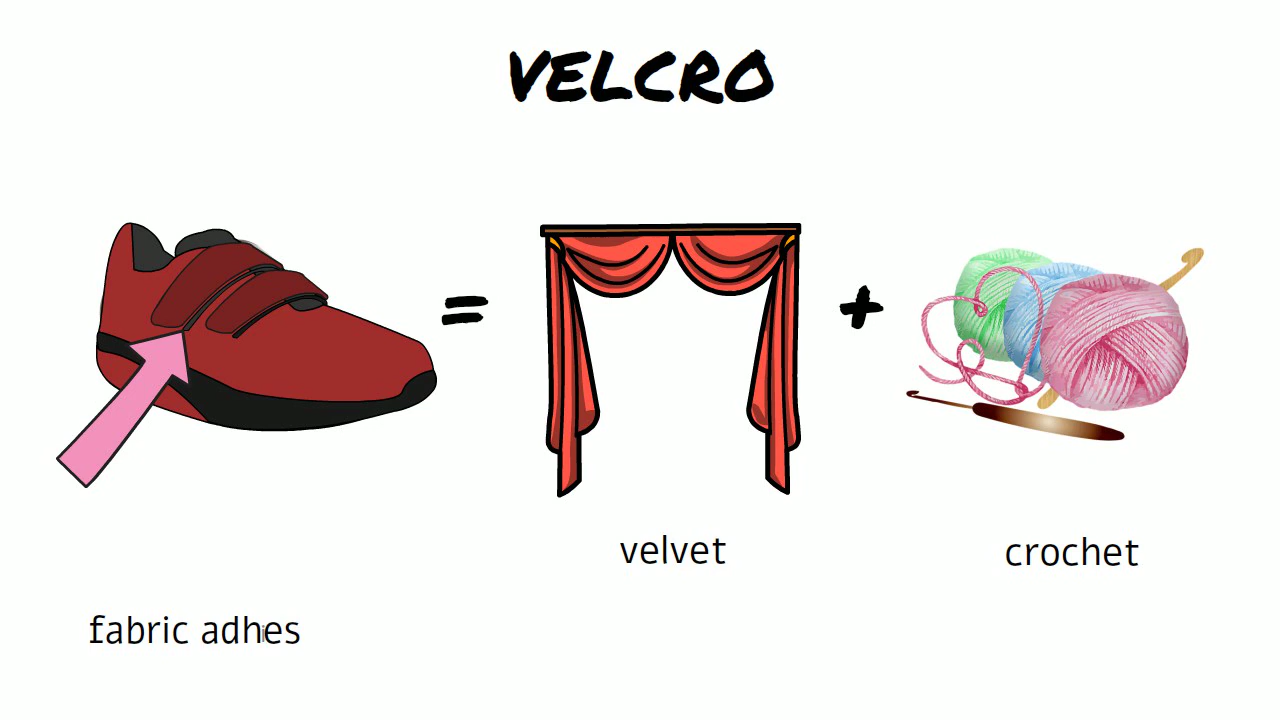 VELCRO
=
+
velvet
crochet
fabric adhes